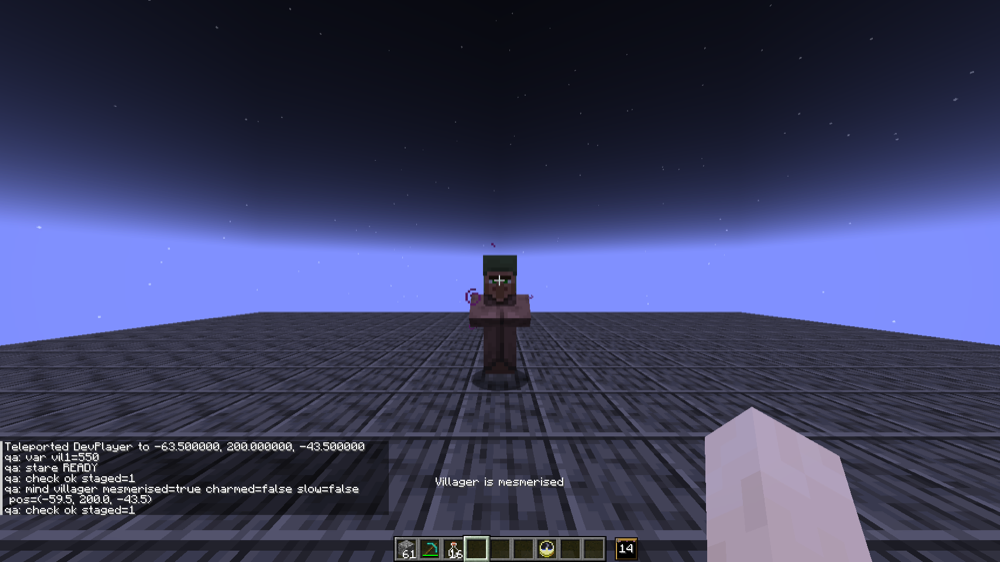 Teleported DevPlayer to -63.500000, 200.000000, -43.500000
qa: var vil1=550
qa: stare READY
qa: check ok staged=1
qa: mind villager mesmerised=true charmed=false slow=false
pos=(-59.5, 200.0, -43.5)
qa: check ok staged=1
Villager is mesmerised
61
16
14